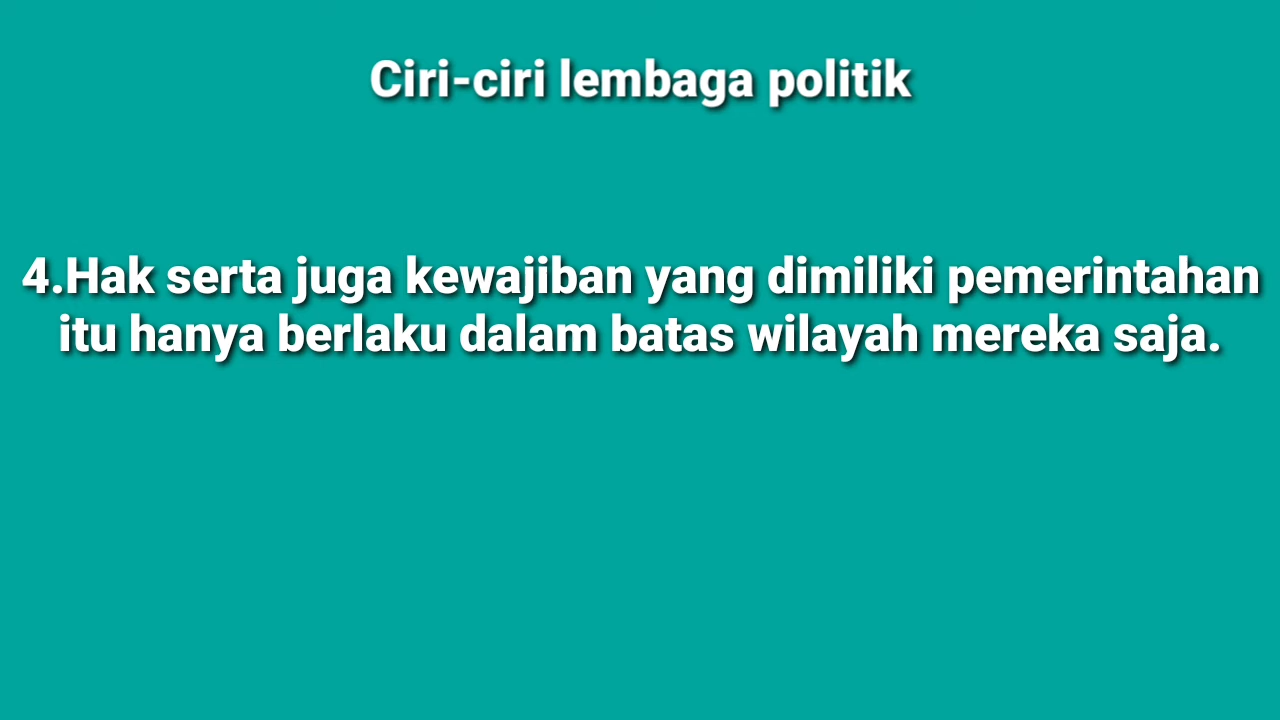 Ciri-ciri lembaga politik
4.Hak serta juga kewajiban yang dimiliki pemerintahan
itu hanya berlaku dalam batas wilayah mereka saja.